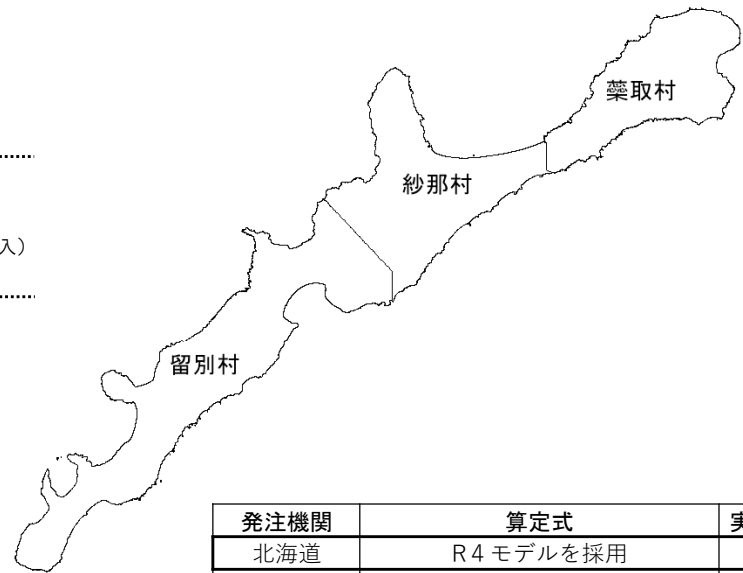 蘂取村
紗那村
入）
留別村
発注機関 算定式 実
北海道 R4モデルを採用